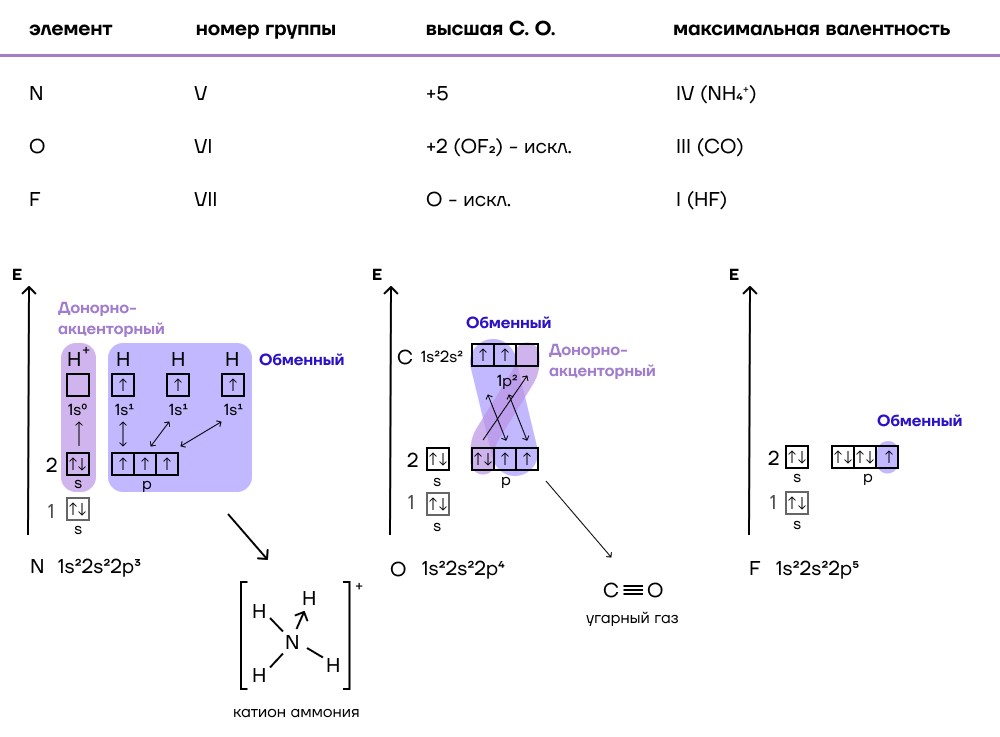 элемент номер группы высшая С. О. максимальная валентность
N V +5 IV (NH₄⁺)
O VI +2 (OF₂) - искл. III (CO)
F VII O - искл. I (HF)
E
Донорно-
акценторный
H⁺ H H H Обменный
↑ ↑ ↑
1s⁰ 1s¹ 1s¹ 1s¹
2 ↑↓ ↑ ↑ ↑
s p
1 ↑↓
s
N 1s²2s²2p³
E
Обменный
C 1s²2s² ↑ ↑ Донорно-
акценторный
1p²
2 ↑↓ ↑↓ ↑ ↑
s p
1 ↑↓
s
O 1s²2s²2p⁴
E
Обменный
2 ↑↓ ↑↓ ↑↓ ↑
s p
1 ↑↓
s
F 1s²2s²2p⁵
+
H H
N
H H
катион аммония
C≡O
угарный газ